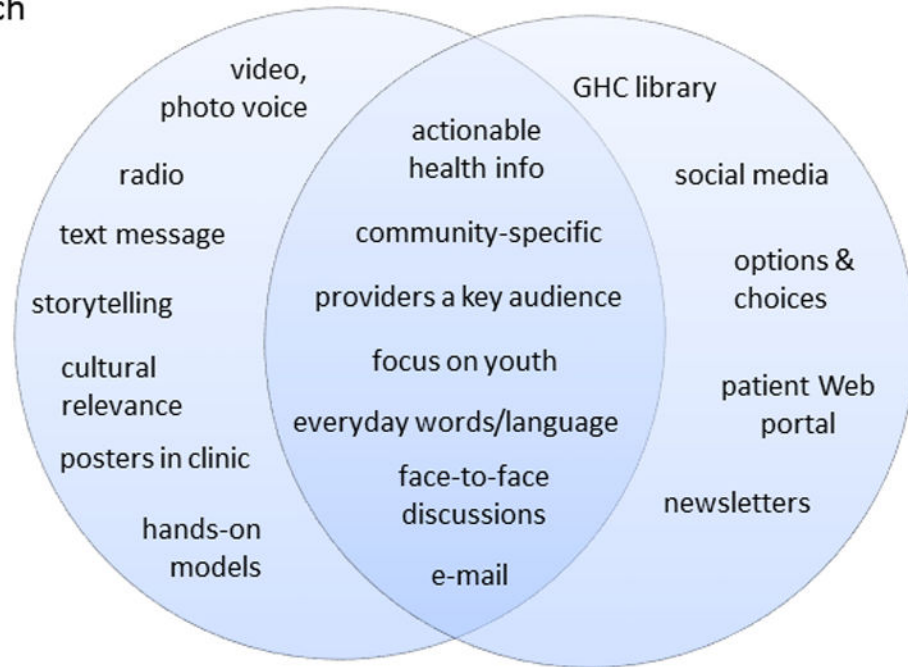 video,
photo voice
radio
text message
storytelling
cultural
relevance
posters in clinic
hands-on
models
actionable
health info
community-specific
providers a key audience
focus on youth
everyday words/language
face-to-face
discussions
e-mail
GHC library
social media
options &
choices
patient Web
portal
newsletters